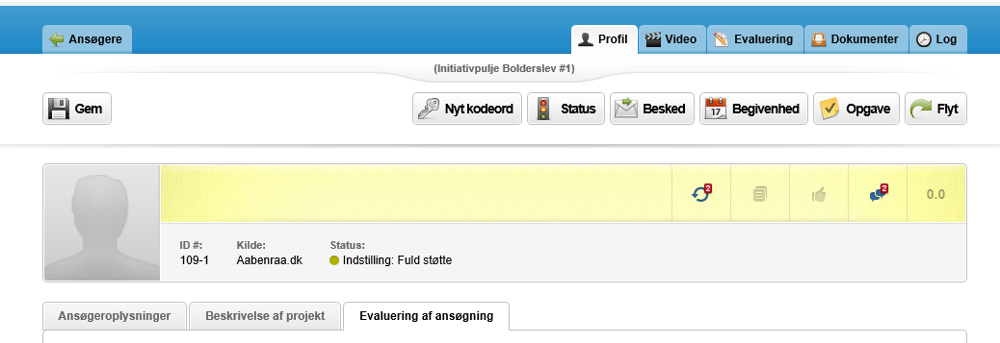 Ansøgere Profil Video Evaluering Dokumenter Log
(Initiativpulje Bolderslev #1)
Gem Nyt kodeord Status Besked 17 Begivenhed Opgave Flyt
2 2 0.0
ID #: Kilde: Status:
109-1 Aabenraa.dk Indstilling: Fuld støtte
Ansøgeroplysninger Beskrivelse af projekt Evaluering af ansøgning